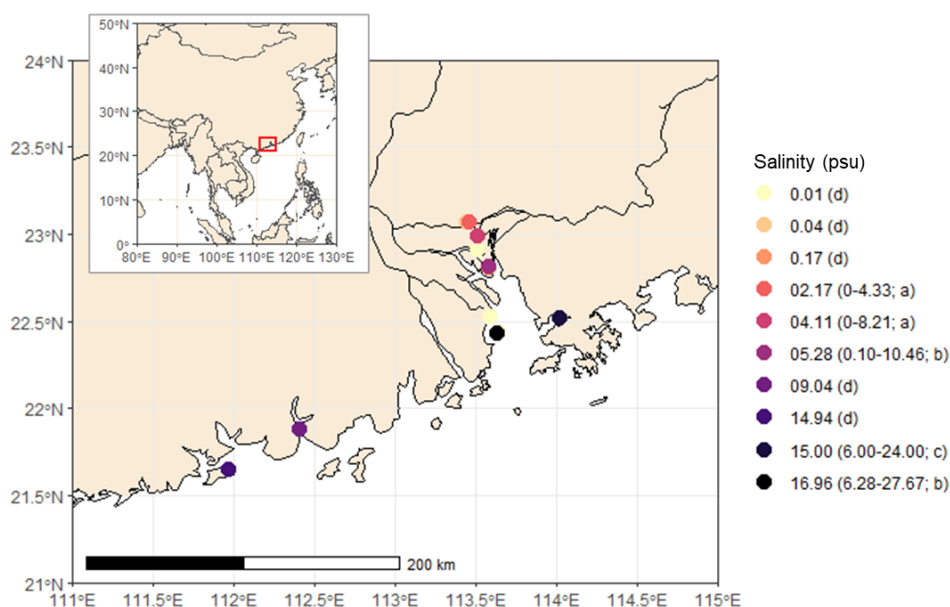 50°N
40°N
30°N
20°N
10°N
0°
80°E 90°E 100°E 110°E 120°E 130°E
24°N
23.5°N
23°N
22.5°N
22°N
21.5°N
21°N
200 km
111°E 111.5°E 112°E 112.5°E 113°E 113.5°E 114°E 114.5°E 115°E
Salinity (psu)
0.01 (d)
0.04 (d)
0.17 (d)
02.17 (0-4.33; a)
04.11 (0-8.21; a)
05.28 (0.10-10.46; b)
09.04 (d)
14.94 (d)
15.00 (6.00-24.00; c)
16.96 (6.28-27.67; b)